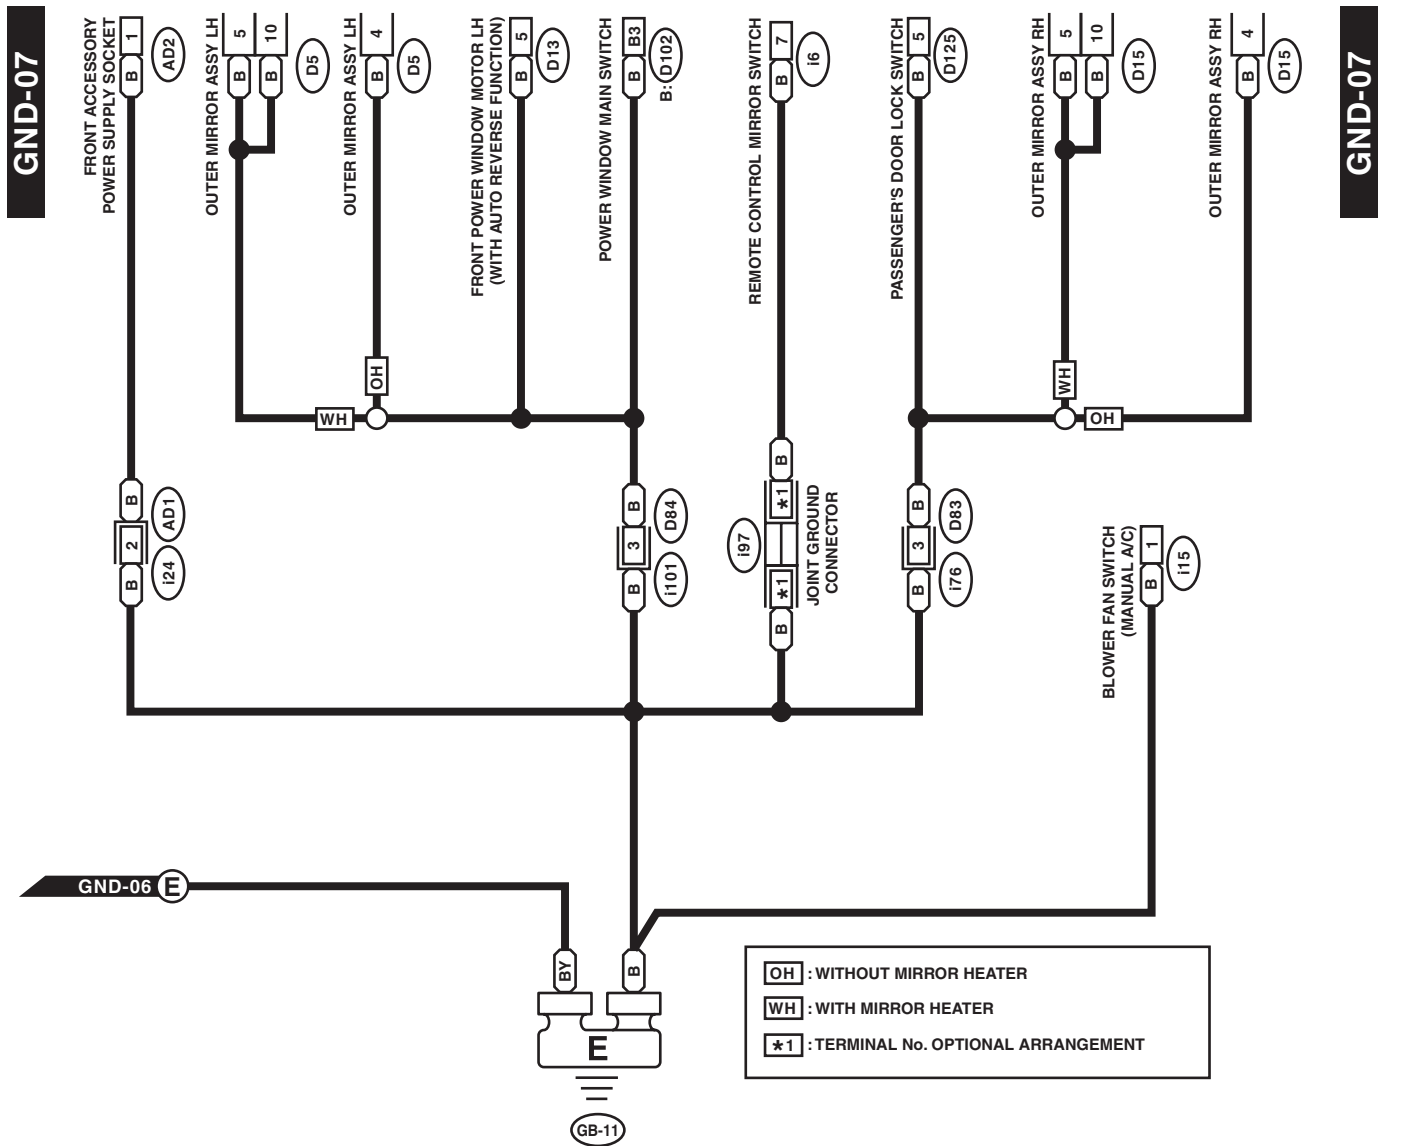 GND-07
GND-07
FRONT ACCESSORY
POWER SUPPLY SOCKET
1
B
AD2
OUTER MIRROR ASSY LH
5
10
B
B
D5
OUTER MIRROR ASSY LH
4
B
D5
FRONT POWER WINDOW MOTOR LH
(WITH AUTO REVERSE FUNCTION)
5
B
D13
POWER WINDOW MAIN SWITCH
B3
B
B: D102
REMOTE CONTROL MIRROR SWITCH
7
B
i6
PASSENGER'S DOOR LOCK SWITCH
5
B
D125
OUTER MIRROR ASSY RH
5
10
B
B
D15
OUTER MIRROR ASSY RH
4
B
D15
OH
WH
WH
OH
B
AD1
2
B
i24
B
D84
3
B
i101
B
*1
i97
*1
B
JOINT GROUND
CONNECTOR
B
D83
3
B
i76
BLOWER FAN SWITCH
(MANUAL A/C)
1
B
i15
GND-06 E
BY
B
E
GB-11
OH : WITHOUT MIRROR HEATER
WH : WITH MIRROR HEATER
*1 : TERMINAL No. OPTIONAL ARRANGEMENT